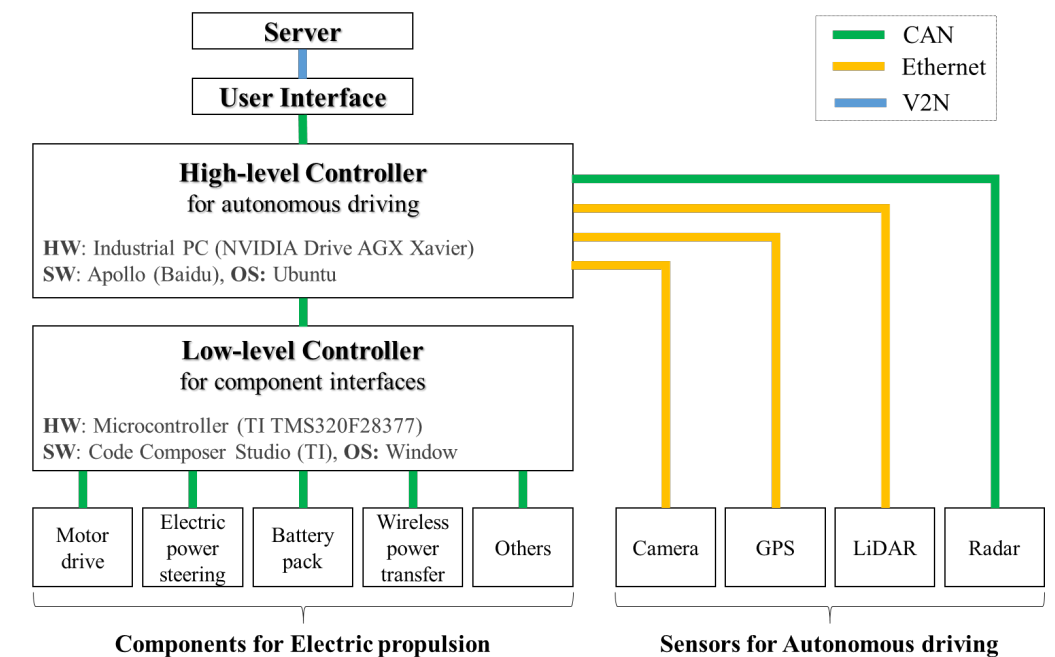 Server
User Interface
CAN
Ethernet
V2N
High-level Controller
for autonomous driving
HW: Industrial PC (NVIDIA Drive AGX Xavier)
SW: Apollo (Baidu), OS: Ubuntu
Low-level Controller
for component interfaces
HW: Microcontroller (TI TMS320F28377)
SW: Code Composer Studio (TI), OS: Window
Motor
drive
Electric
power
steering
Battery
pack
Wireless
power
transfer
Others
Camera
GPS
LiDAR
Radar
Components for Electric propulsion
Sensors for Autonomous driving